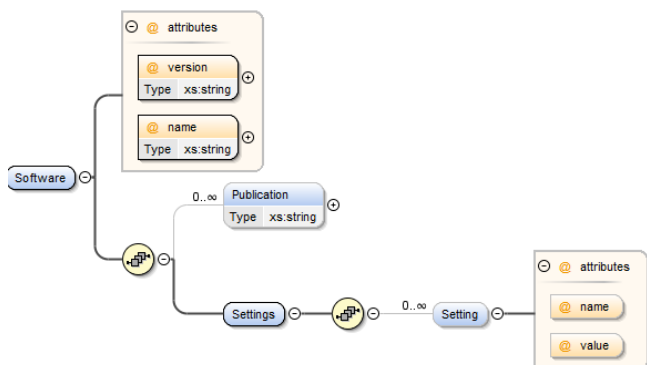 @ attributes
@ version
Type xs:string
@ name
Type xs:string
Software
0..∞
Publication
Type xs:string
Settings
0..∞
Setting
@ attributes
@ name
@ value